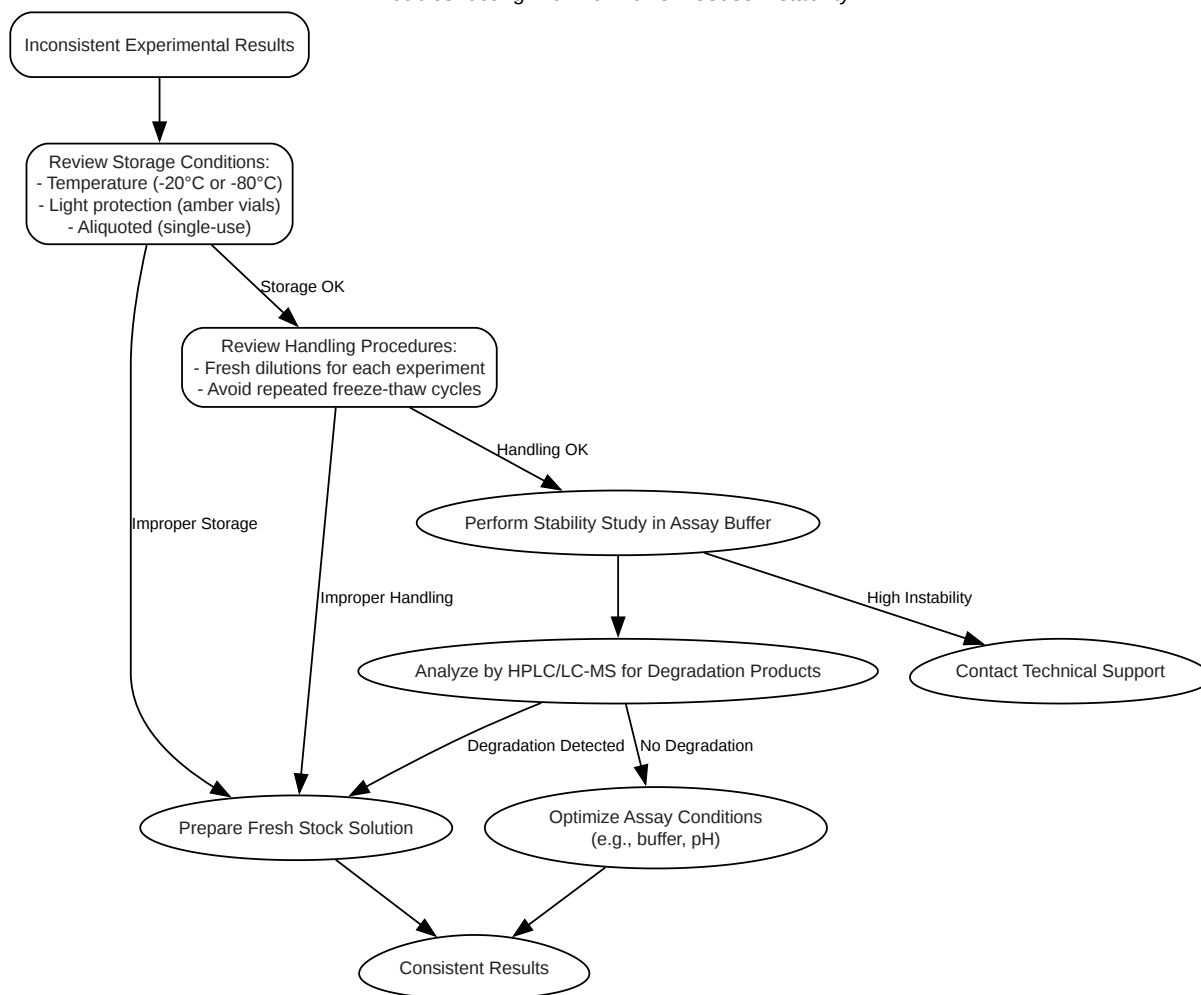 Inconsistent Experimental Results
Review Storage Conditions:
- Temperature (-20°C or -80°C)
- Light protection (amber vials)
- Aliquoted (single-use)
Storage OK
Review Handling Procedures:
- Fresh dilutions for each experiment
- Avoid repeated freeze-thaw cycles
Handling OK
Improper Storage
Perform Stability Study in Assay Buffer
Improper Handling
High Instability
Analyze by HPLC/LC-MS for Degradation Products
Contact Technical Support
Degradation Detected
No Degradation
Prepare Fresh Stock Solution
Optimize Assay Conditions
(e.g., buffer, pH)
Consistent Results